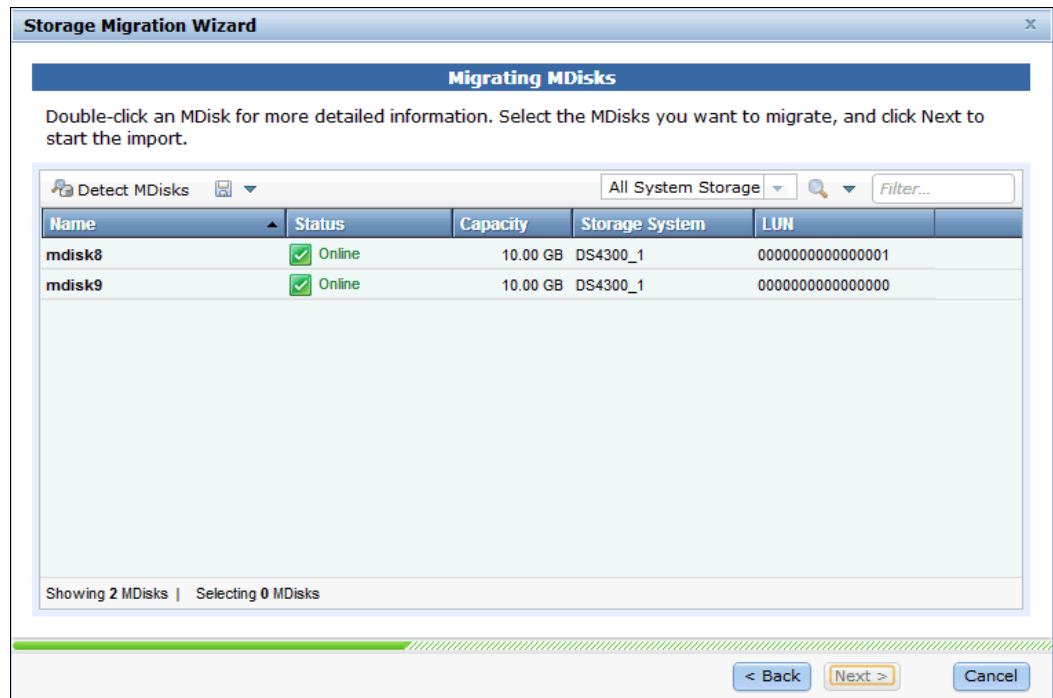 Storage Migration Wizard x
Migrating MDisks
Double-click an MDisk for more detailed information. Select the MDisks you want to migrate, and click Next to
start the import.
Detect MDisks All System Storage Filter...
Name Status Capacity Storage System LUN
mdisk8 Online 10.00 GB DS4300_1 0000000000000001
mdisk9 Online 10.00 GB DS4300_1 0000000000000000
Showing 2 MDisks | Selecting 0 MDisks
< Back Next > Cancel